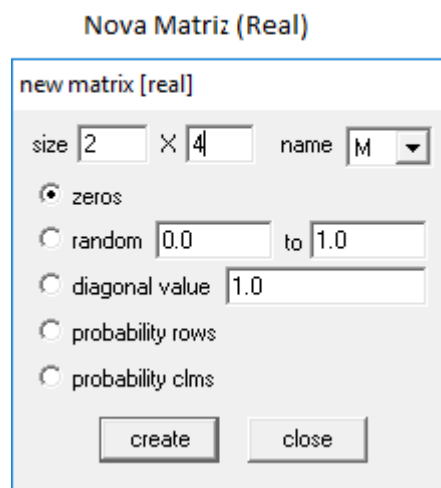 Nova Matriz (Real)
new matrix [real]
size 2 X 4 name M
zeros
random 0.0 to 1.0
diagonal value 1.0
probability rows
probability clms
create close